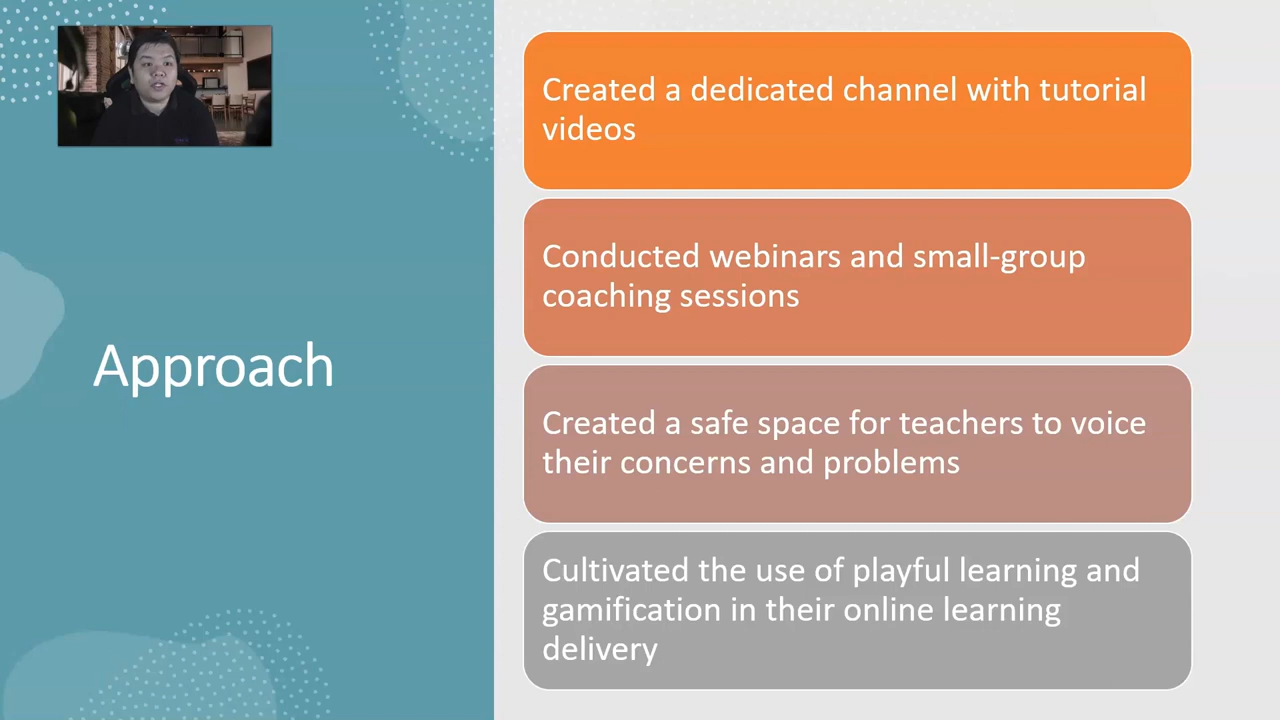 Approach
Created a dedicated channel with tutorial
videos
Conducted webinars and small-group
coaching sessions
Created a safe space for teachers to voice
their concerns and problems
Cultivated the use of playful learning and
gamification in their online learning
delivery